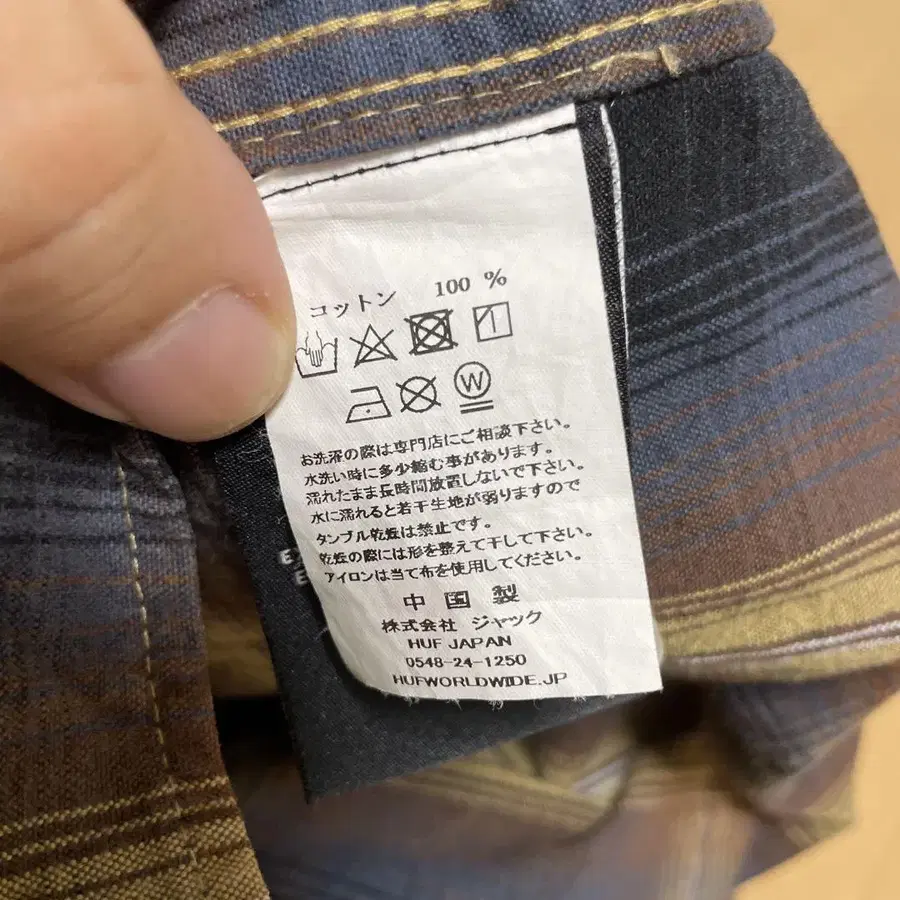 コットン 100 %
W
お洗濯の際は専門店にご相談下さい。
水洗い時に多少縮む事があります。
濡れたまま長時間放置しないで下さい。
水に濡れると若干生地が弱りますので
タンブル乾燥は禁止です。
乾燥の際には形を整えて干して下さい。
アイロンは当て布を使用してください。
中国製
株式会社 ジャック
HUF JAPAN
0548-24-1250
HUFWORLDWIDE.JP